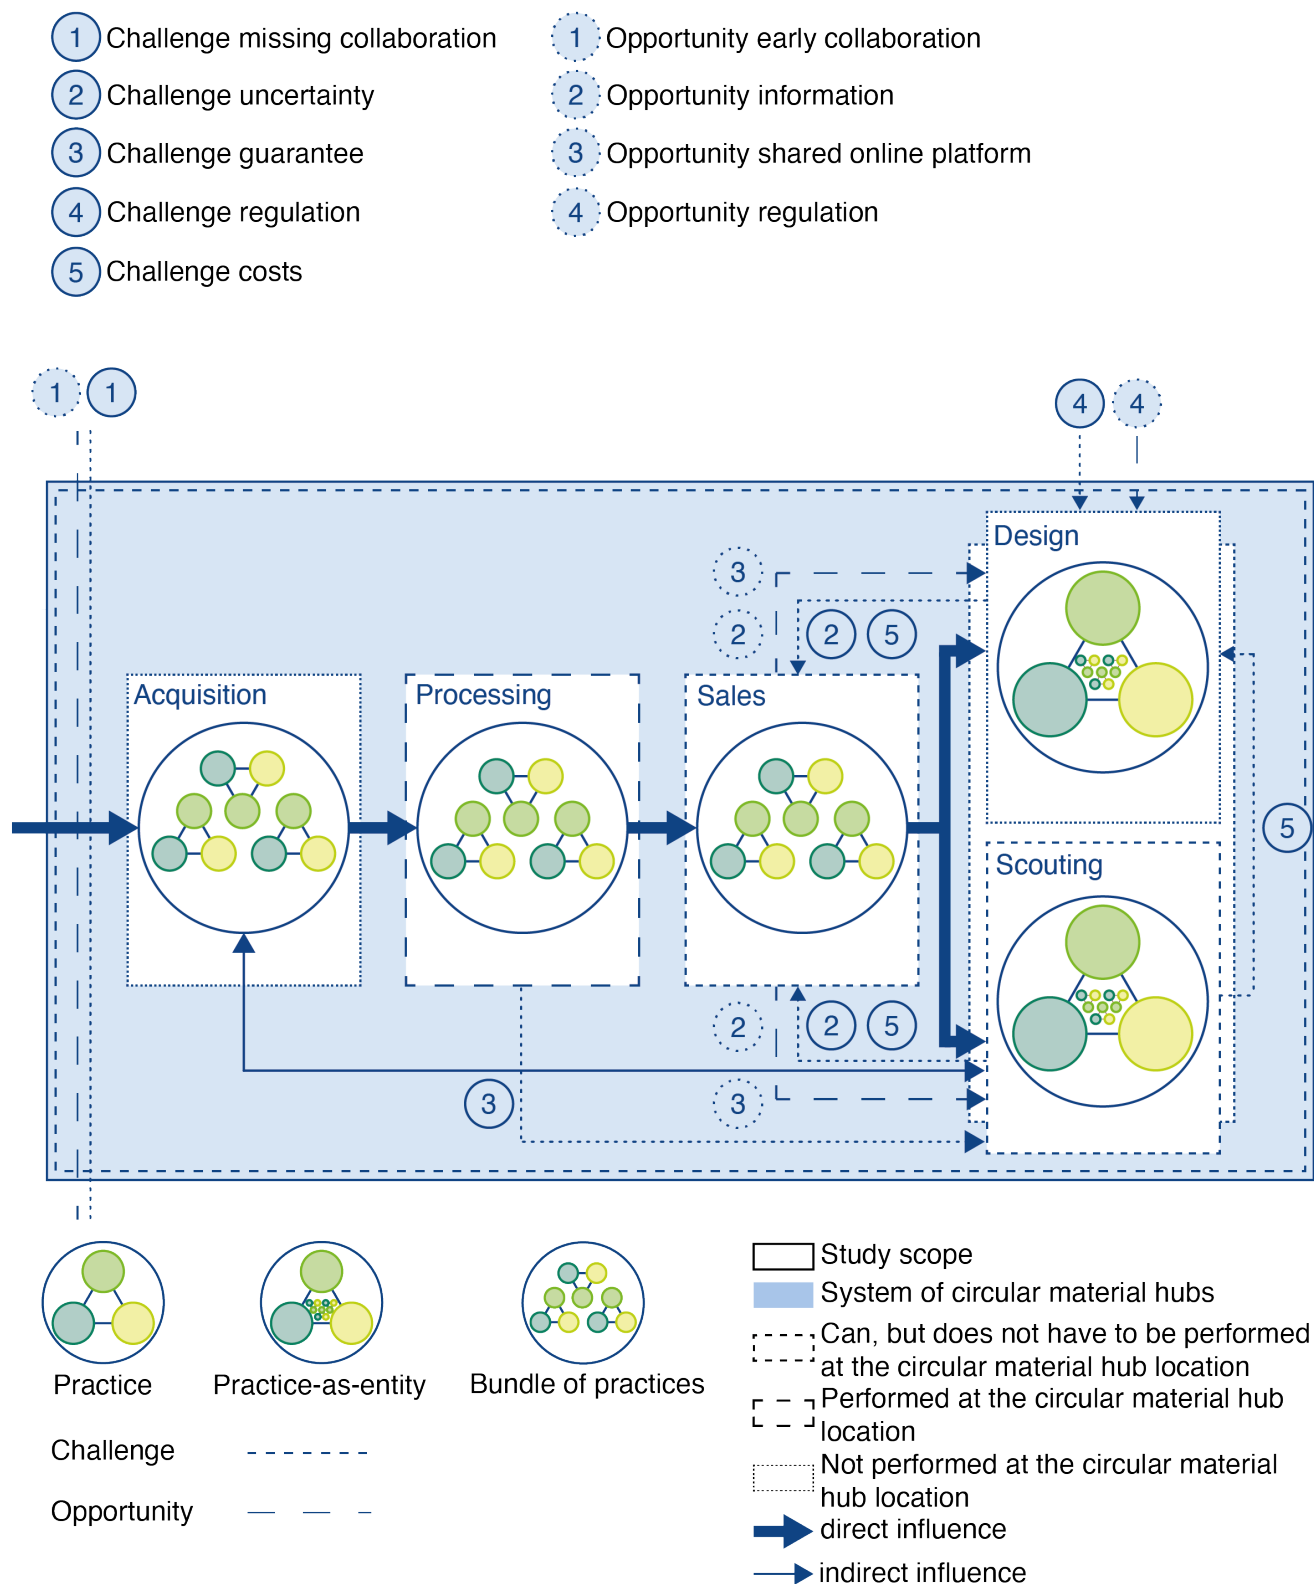 1 Challenge missing collaboration
1 Opportunity early collaboration
2 Challenge uncertainty
2 Opportunity information
3 Challenge guarantee
3 Opportunity shared online platform
4 Challenge regulation
4 Opportunity regulation
5 Challenge costs
1 1
4 4
Design
3
2 2 5
Acquisition
Processing
Sales
5
Scouting
2 2 5
3 3
Practice
Practice-as-entity
Bundle of practices
Challenge
Opportunity
Study scope
System of circular material hubs
Can, but does not have to be performed
at the circular material hub location
Performed at the circular material hub
location
Not performed at the circular material
hub location
direct influence
indirect influence